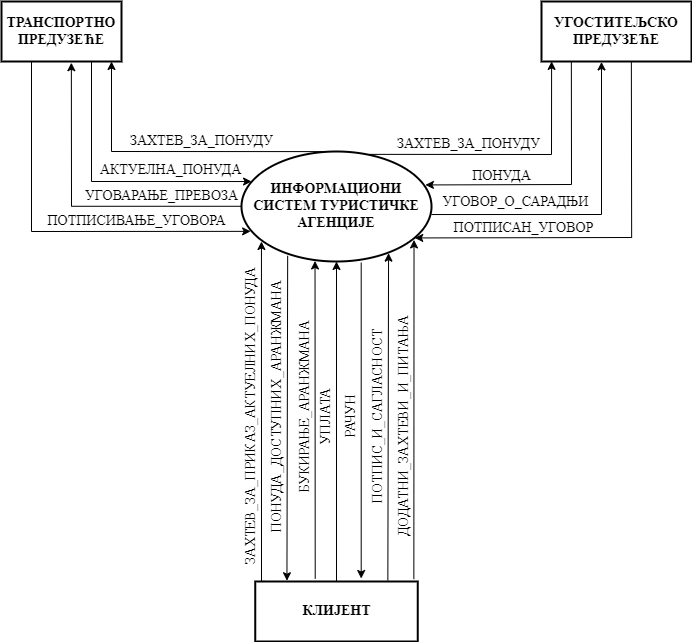 ТРАНСПОРТНО
ПРЕДУЗЕЋЕ
УГОСТИТЕЉСКО
ПРЕДУЗЕЋЕ
ЗАХТЕВ_ЗА_ПОНУДУ
ЗАХТЕВ_ЗА_ПОНУДУ
АКТУЕЛНА_ПОНУДА
ПОНУДА
УГОВАРАЊЕ_ПРЕВОЗА
УГОВОР_О_САРАДЊИ
ПОТПИСИВАЊЕ_УГОВОРА
ПОТПИСАН_УГОВОР
ИНФОРМАЦИОНИ
СИСТЕМ ТУРИСТИЧКЕ
АГЕНЦИЈЕ
ЗАХТЕВ_ЗА_ПРИКАЗ_АКТУЕЛНИХ_ПОНУДА
ПОНУДА_ДОСТУПНИХ_АРАНЖМАНА
БУКИРАЊЕ_АРАНЖМАНА
УПЛАТА
РАЧУН
ПОТПИС_И_САГЛАСНОСТ
ДОДАТНИ_ЗАХТЕВИ_И_ПИТАЊА
КЛИЈЕНТ